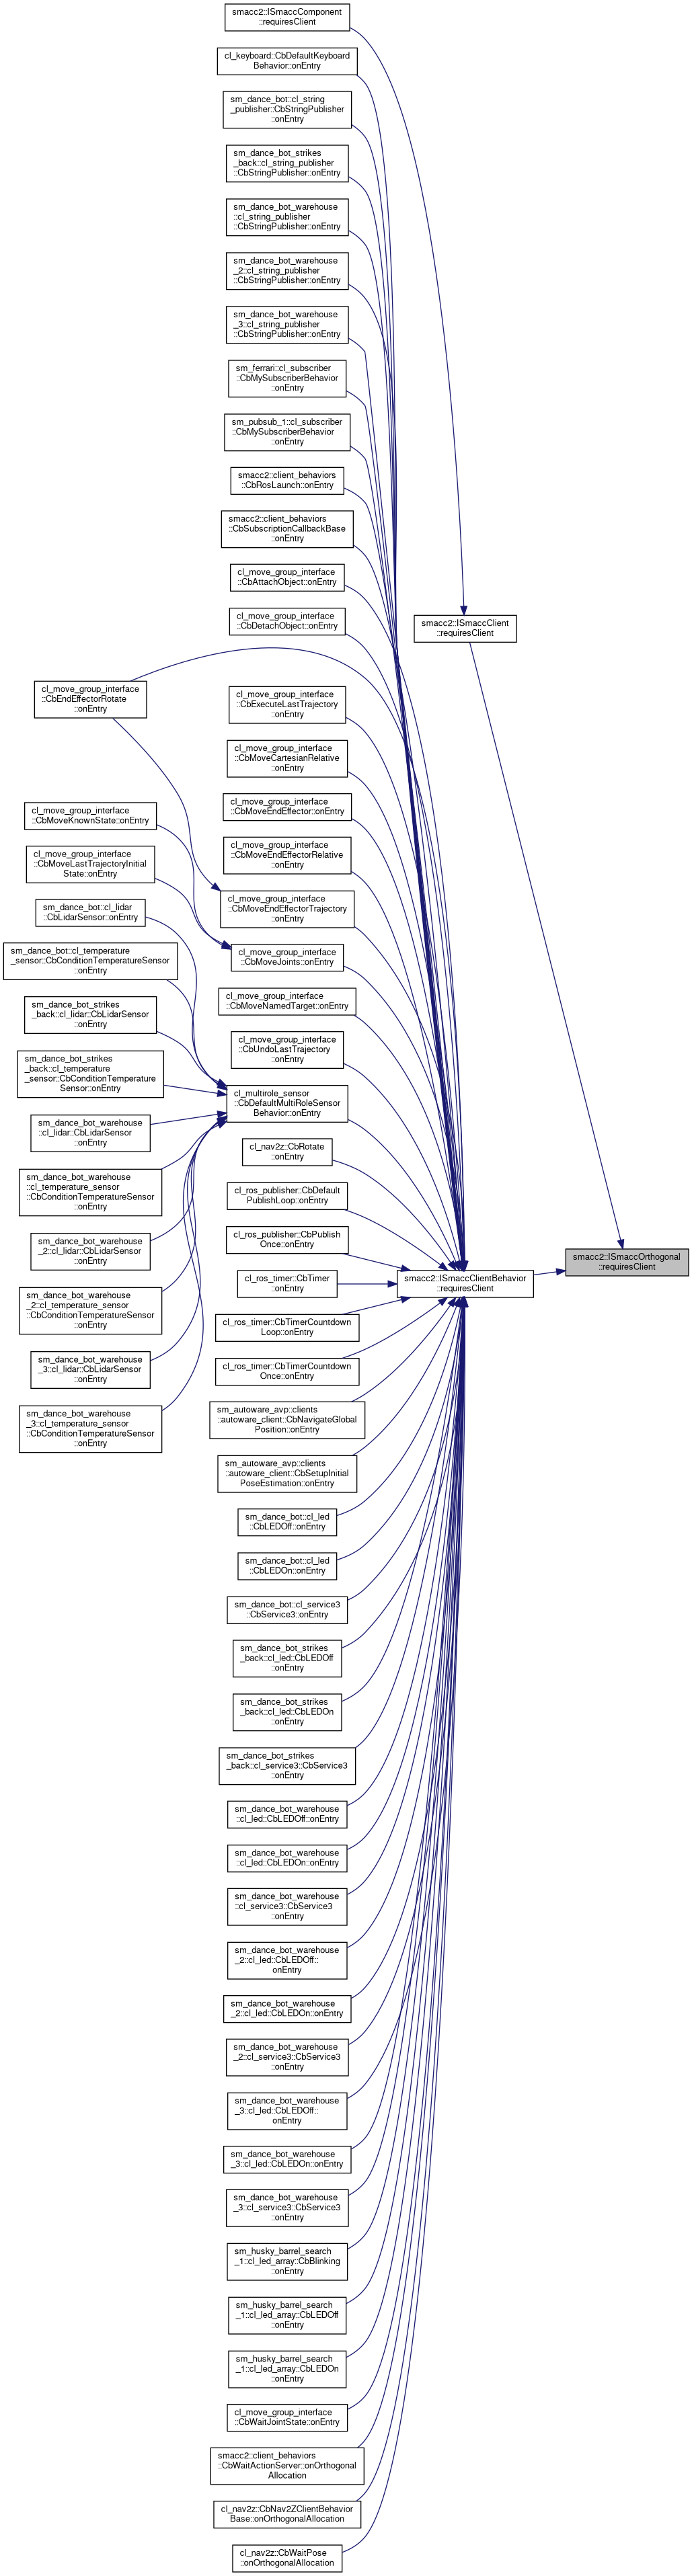 smacc2::ISmaccComponent
::requiresClient
cl_keyboard::CbDefaultKeyboard
Behavior::onEntry
sm_dance_bot::cl_string
_publisher::CbStringPublisher
::onEntry
sm_dance_bot_strikes
_back::cl_string_publisher
::CbStringPublisher::onEntry
sm_dance_bot_warehouse
::cl_string_publisher
::CbStringPublisher::onEntry
sm_dance_bot_warehouse
_2::cl_string_publisher
::CbStringPublisher::onEntry
sm_dance_bot_warehouse
_3::cl_string_publisher
::CbStringPublisher::onEntry
sm_ferrari::cl_subscriber
::CbMySubscriberBehavior
::onEntry
sm_pubsub_1::cl_subscriber
::CbMySubscriberBehavior
::onEntry
smacc2::client_behaviors
::CbRosLaunch::onEntry
smacc2::client_behaviors
::CbSubscriptionCallbackBase
::onEntry
cl_move_group_interface
::CbAttachObject::onEntry
cl_move_group_interface
::CbDetachObject::onEntry
smacc2::ISmaccClient
::requiresClient
cl_move_group_interface
::CbEndEffectorRotate
::onEntry
cl_move_group_interface
::CbExecuteLastTrajectory
::onEntry
cl_move_group_interface
::CbMoveCartesianRelative
::onEntry
cl_move_group_interface
::CbMoveEndEffector::onEntry
cl_move_group_interface
::CbMoveKnownState::onEntry
cl_move_group_interface
::CbMoveEndEffectorRelative
::onEntry
cl_move_group_interface
::CbMoveLastTrajectoryInitial
State::onEntry
cl_move_group_interface
::CbMoveEndEffectorTrajectory
::onEntry
sm_dance_bot::cl_lidar
::CbLidarSensor::onEntry
cl_move_group_interface
::CbMoveJoints::onEntry
sm_dance_bot::cl_temperature
_sensor::CbConditionTemperatureSensor
::onEntry
cl_move_group_interface
::CbMoveNamedTarget::onEntry
sm_dance_bot_strikes
_back::cl_lidar::CbLidarSensor
::onEntry
cl_move_group_interface
::CbUndoLastTrajectory
::onEntry
sm_dance_bot_strikes
_back::cl_temperature
_sensor::CbConditionTemperature
Sensor::onEntry
cl_multirole_sensor
::CbDefaultMultiRoleSensor
Behavior::onEntry
sm_dance_bot_warehouse
::cl_lidar::CbLidarSensor
::onEntry
cl_nav2z::CbRotate
::onEntry
sm_dance_bot_warehouse
::cl_temperature_sensor
::CbConditionTemperatureSensor
::onEntry
cl_ros_publisher::CbDefault
PublishLoop::onEntry
sm_dance_bot_warehouse
_2::cl_lidar::CbLidarSensor
::onEntry
cl_ros_publisher::CbPublish
Once::onEntry
smacc2::ISmaccOrthogonal
::requiresClient
smacc2::ISmaccClientBehavior
::requiresClient
cl_ros_timer::CbTimer
::onEntry
sm_dance_bot_warehouse
_2::cl_temperature_sensor
::CbConditionTemperatureSensor
::onEntry
cl_ros_timer::CbTimerCountdown
Loop::onEntry
sm_dance_bot_warehouse
_3::cl_lidar::CbLidarSensor
::onEntry
cl_ros_timer::CbTimerCountdown
Once::onEntry
sm_dance_bot_warehouse
_3::cl_temperature_sensor
::CbConditionTemperatureSensor
::onEntry
sm_autoware_avp::clients
::autoware_client::CbNavigateGlobal
Position::onEntry
sm_autoware_avp::clients
::autoware_client::CbSetupInitial
PoseEstimation::onEntry
sm_dance_bot::cl_led
::CbLEDOff::onEntry
sm_dance_bot::cl_led
::CbLEDOn::onEntry
sm_dance_bot::cl_service3
::CbService3::onEntry
sm_dance_bot_strikes
_back::cl_led::CbLEDOff
::onEntry
sm_dance_bot_strikes
_back::cl_led::CbLEDOn
::onEntry
sm_dance_bot_strikes
_back::cl_service3::CbService3
::onEntry
sm_dance_bot_warehouse
::cl_led::CbLEDOff::onEntry
sm_dance_bot_warehouse
::cl_led::CbLEDOn::onEntry
sm_dance_bot_warehouse
::cl_service3::CbService3
::onEntry
sm_dance_bot_warehouse
_2::cl_led::CbLEDOff::
onEntry
sm_dance_bot_warehouse
_2::cl_led::CbLEDOn::onEntry
sm_dance_bot_warehouse
_2::cl_service3::CbService3
::onEntry
sm_dance_bot_warehouse
_3::cl_led::CbLEDOff::
onEntry
sm_dance_bot_warehouse
_3::cl_led::CbLEDOn::onEntry
sm_dance_bot_warehouse
_3::cl_service3::CbService3
::onEntry
sm_husky_barrel_search
_1::cl_led_array::CbBlinking
::onEntry
sm_husky_barrel_search
_1::cl_led_array::CbLEDOff
::onEntry
sm_husky_barrel_search
_1::cl_led_array::CbLEDOn
::onEntry
cl_move_group_interface
::CbWaitJointState::onEntry
smacc2::client_behaviors
::CbWaitActionServer::onOrthogonal
Allocation
cl_nav2z::CbNav2ZClientBehavior
Base::onOrthogonalAllocation
cl_nav2z::CbWaitPose
::onOrthogonalAllocation